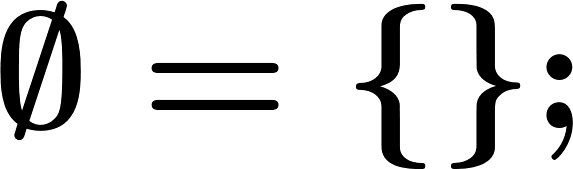 ∅ = {};